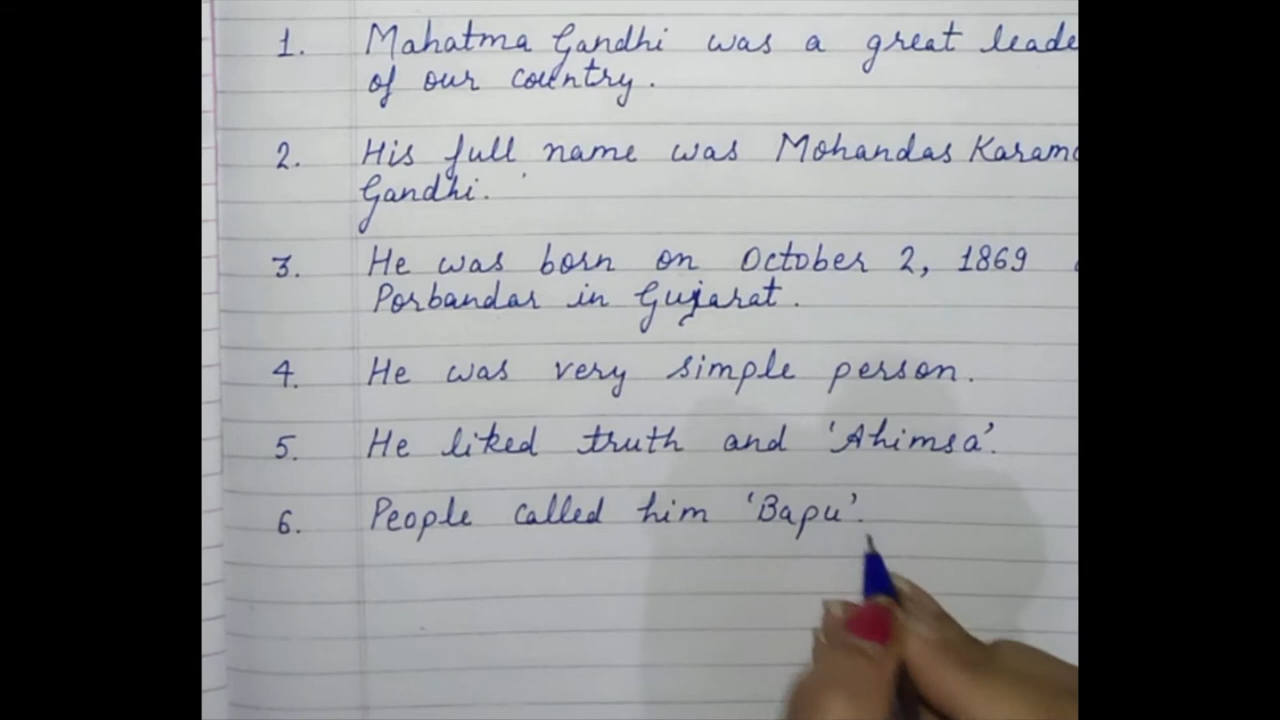 1. Mahatma Gandhi was a great leade
of our country.
2. His full name was Mohandas Karam
Gandhi.
3. He was born on October 2, 1869
Porbandar in Gujarat.
4. He was very simple person.
5. He liked truth and 'Ahimsa'.
6. People called him 'Bapu'.